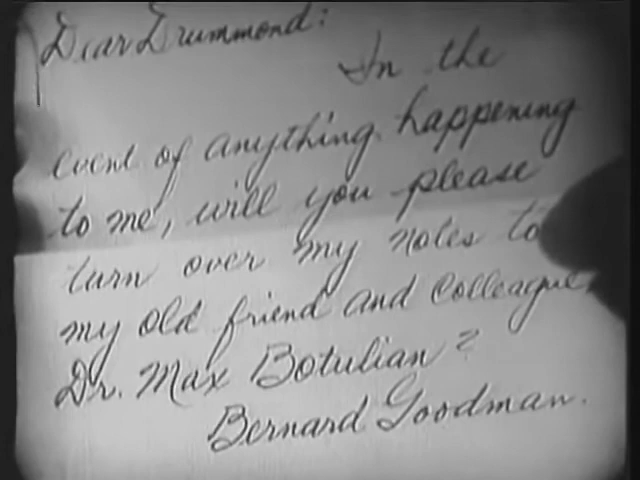 Dear Drummond:
In the
event of anything happening
to me, will you please
turn over my notes to
my old friend and colleague,
Dr. Max Botulian?
Bernard Goodman.